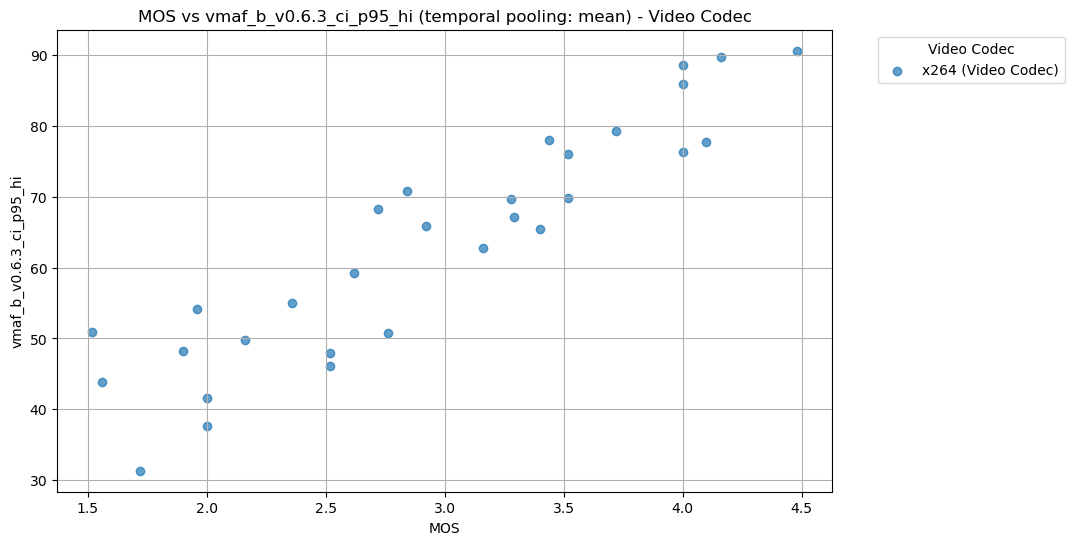 MOS vs vmaf_b_v0.6.3_ci_p95_hi (temporal pooling: mean) - Video Codec
Video Codec
x264 (Video Codec)
vmaf_b_v0.6.3_ci_p95_hi
90
80
70
60
50
40
30
1.5 2.0 2.5 3.0 3.5 4.0 4.5
MOS